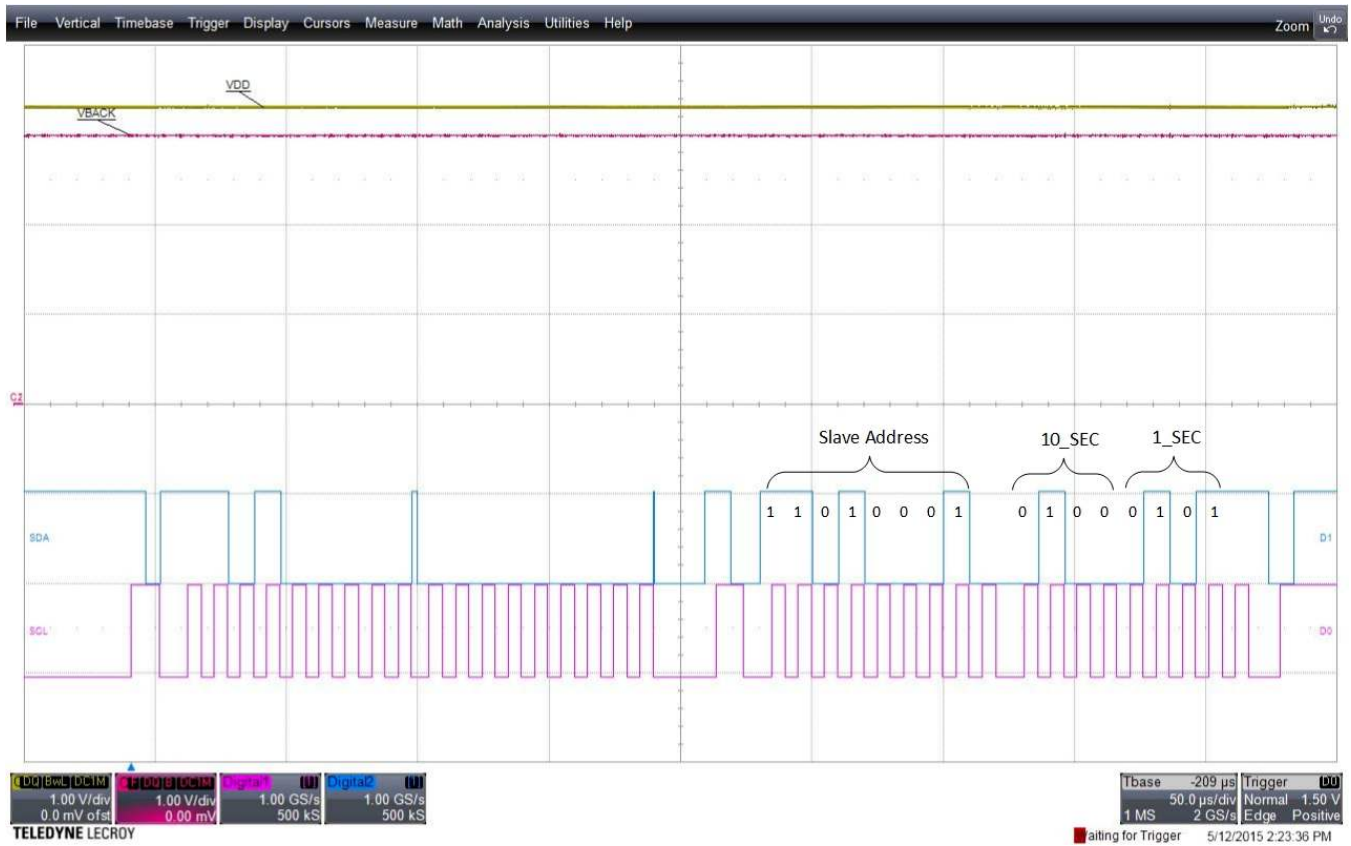 File Vertical Timebase Trigger Display Cursors Measure Math Analysis Utilities Help Zoom Undo
VDD
VBACK
Slave Address 10_SEC 1_SEC
1 1 0 1 0 0 0 1 0 1 0 0 0 1 0 1
SDA D1
SCL D0
Digital1 Digital2 Tbase -209 µs Trigger D0
1.00 V/div 1.00 V/div 1.00 GS/s 1.00 GS/s 50.0 µs/div Normal 1.50 V
0.0 mV ofst 0.00 mV 500 kS 500 kS 1 MS 2 GS/s Edge Positive
TELEDYNE LECROY aiting for Trigger 5/12/2015 2:23:36 PM